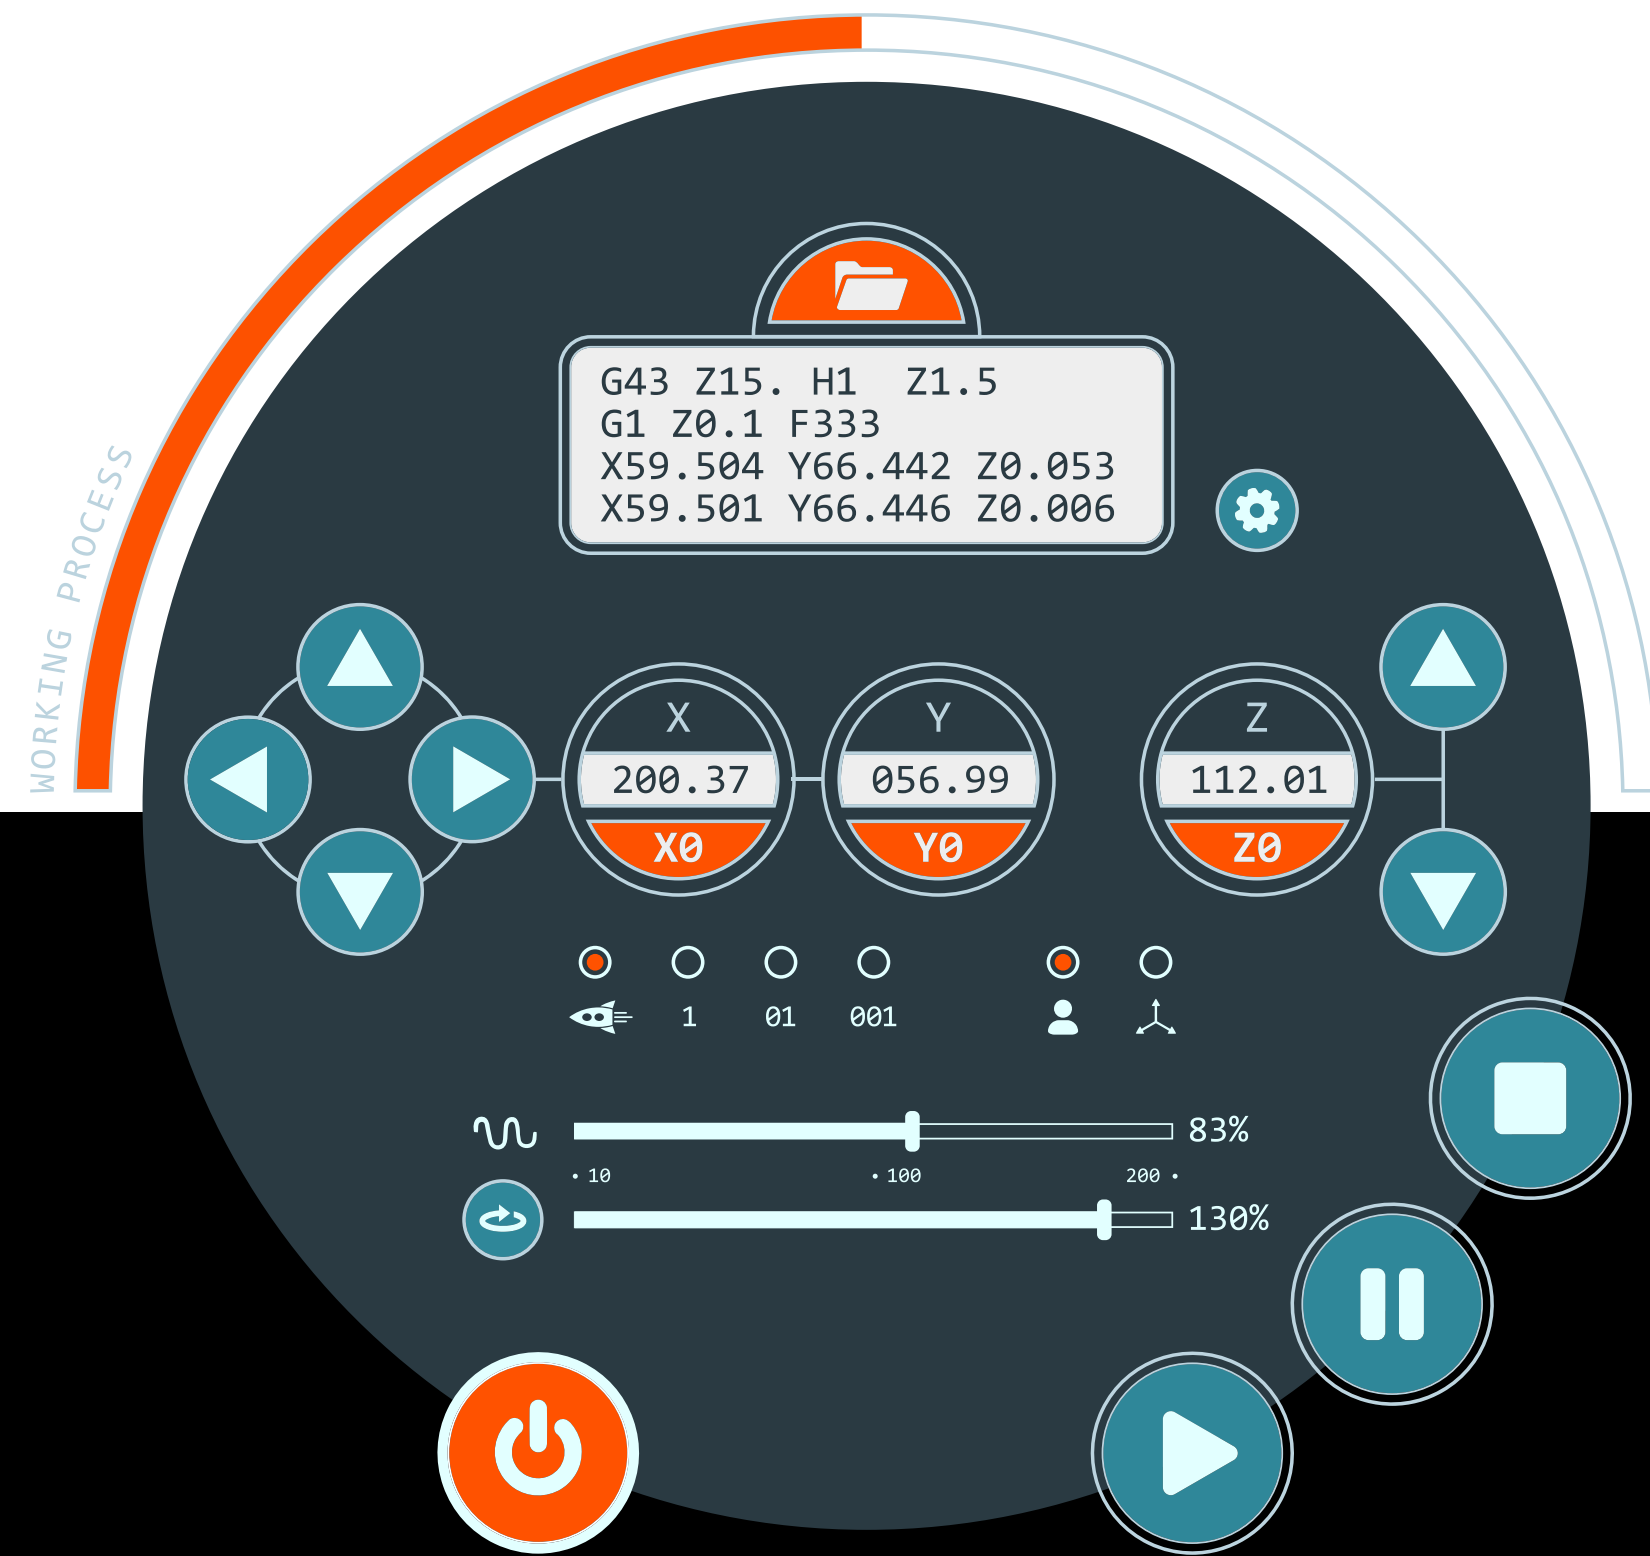 WORKING PROCESS
G43 Z15. H1  Z1.5
G1 Z0.1 F333
X59.504 Y66.442 Z0.053
X59.501 Y66.446 Z0.006
X
200.37
X0
Y
056.99
Y0
Z
112.01
Z0
1
01
001
83%
10
100
200
130%